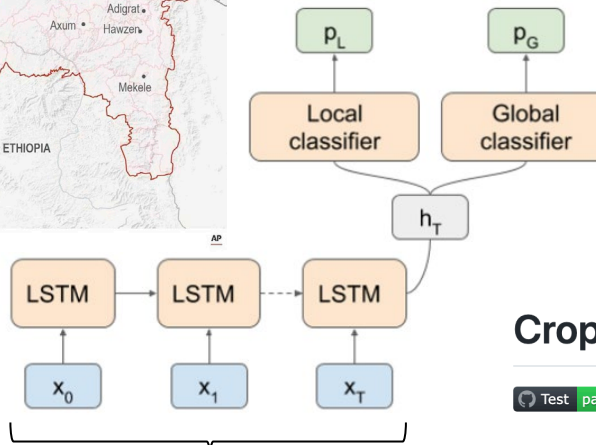 Adigrat
Axum
Hawzen
Mekele
ETHIOPIA
AP
p_L
p_G
Local
classifier
Global
classifier
h_T
LSTM
LSTM
LSTM
x_0
x_1
x_T
Crop
Test
pa